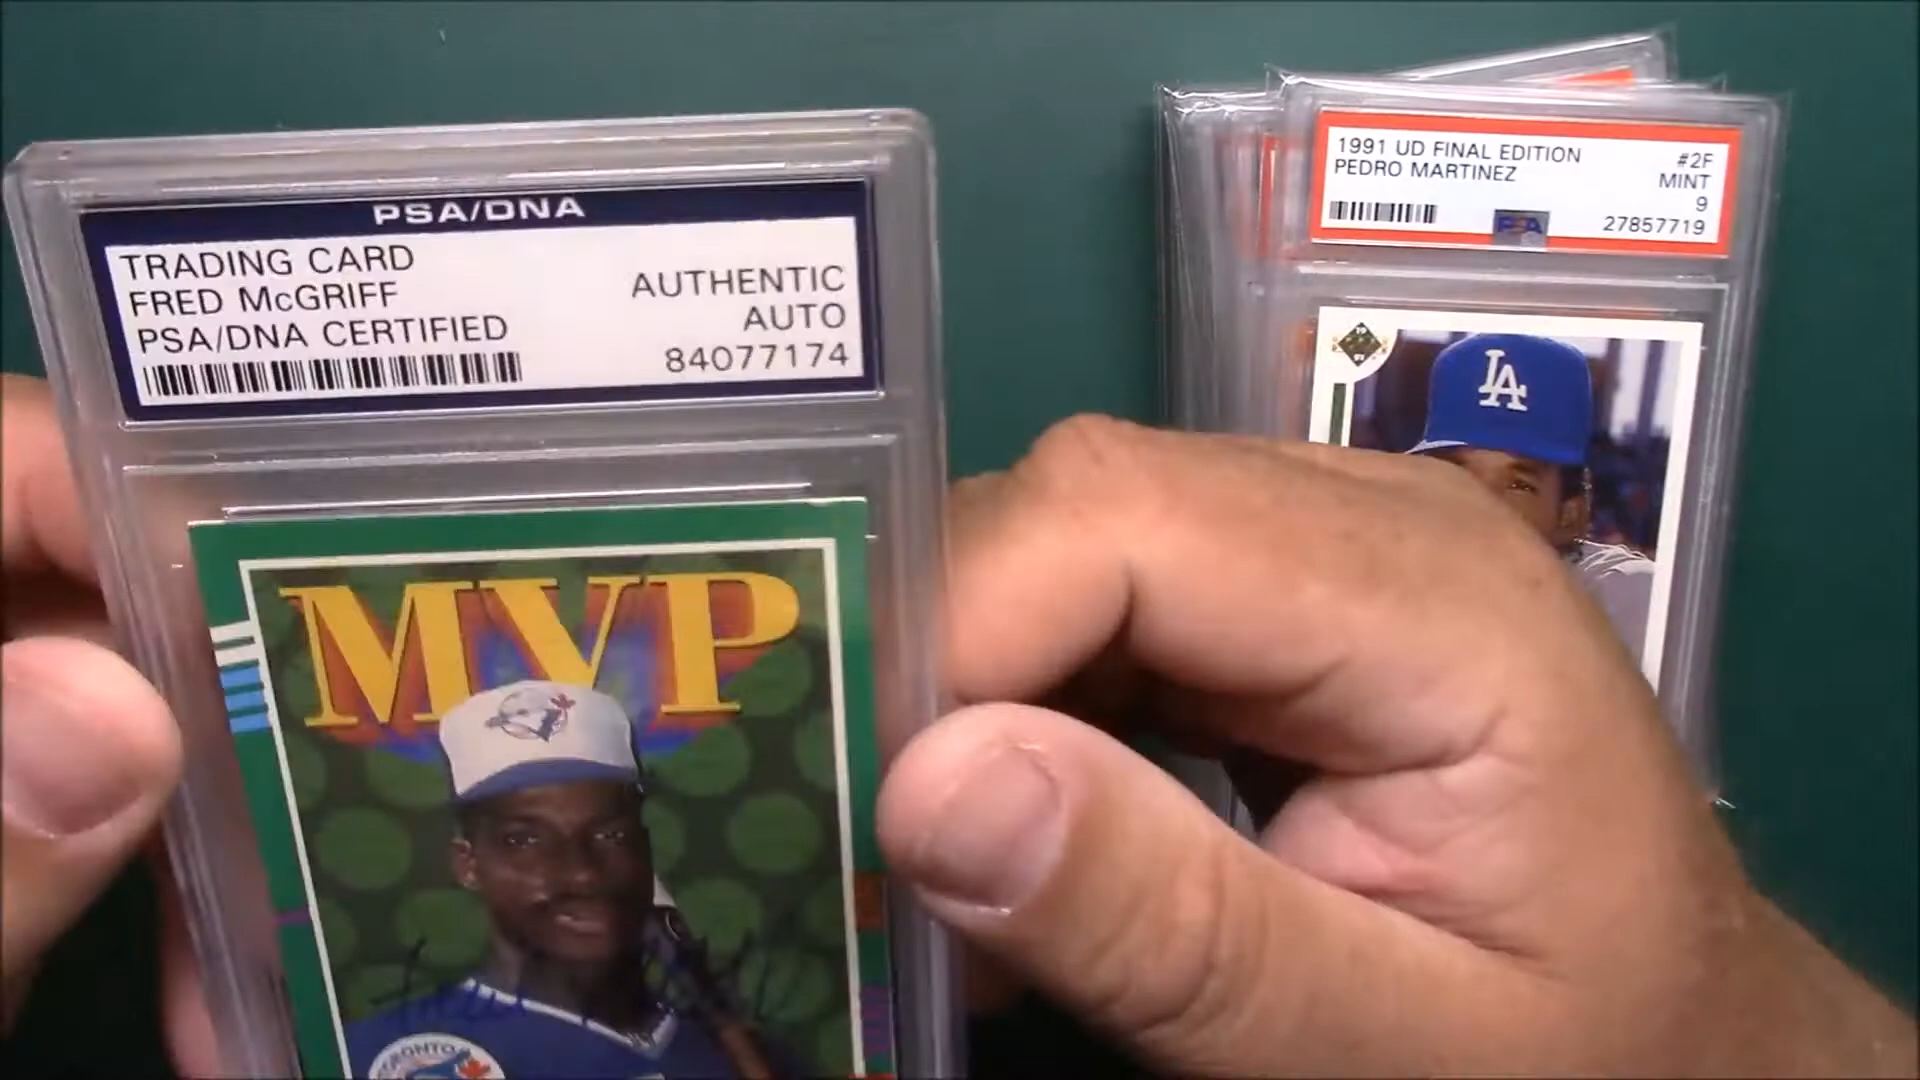 PSA/DNA
TRADING CARD
FRED McGRIFF
PSA/DNA CERTIFIED
AUTHENTIC
AUTO
84077174
MVP
TORONTO
1991 UD FINAL EDITION
PEDRO MARTINEZ
#2F
MINT
9
27857719
PSA
LA